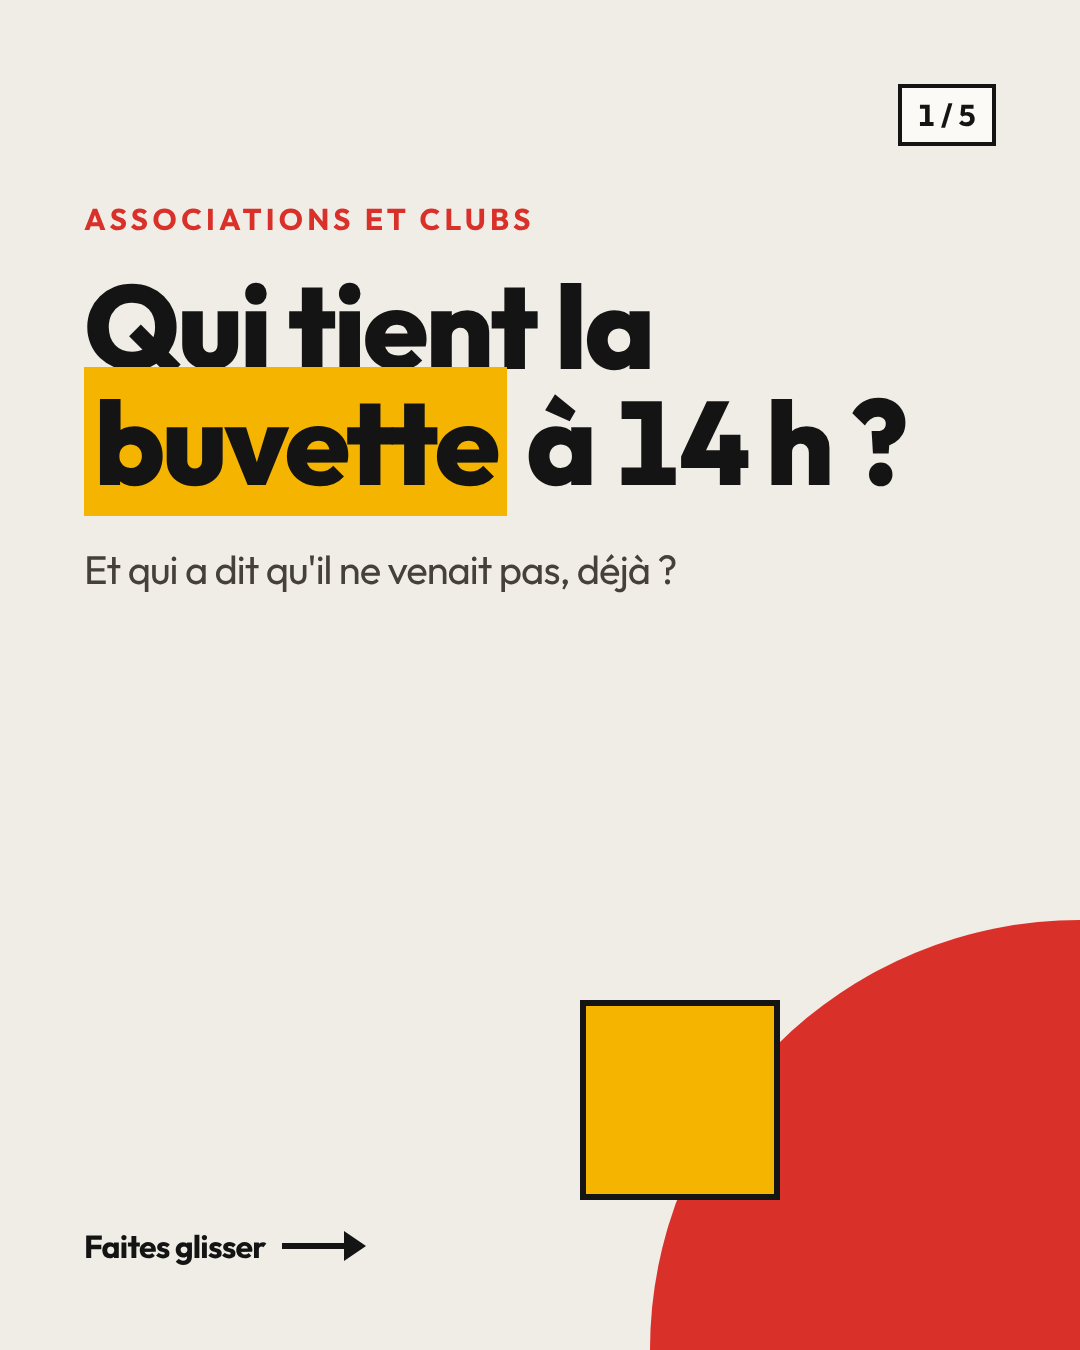 1 / 5
ASSOCIATIONS ET CLUBS
Qui tient la
buvette à 14 h ?
Et qui a dit qu'il ne venait pas, déjà ?
Faites glisser